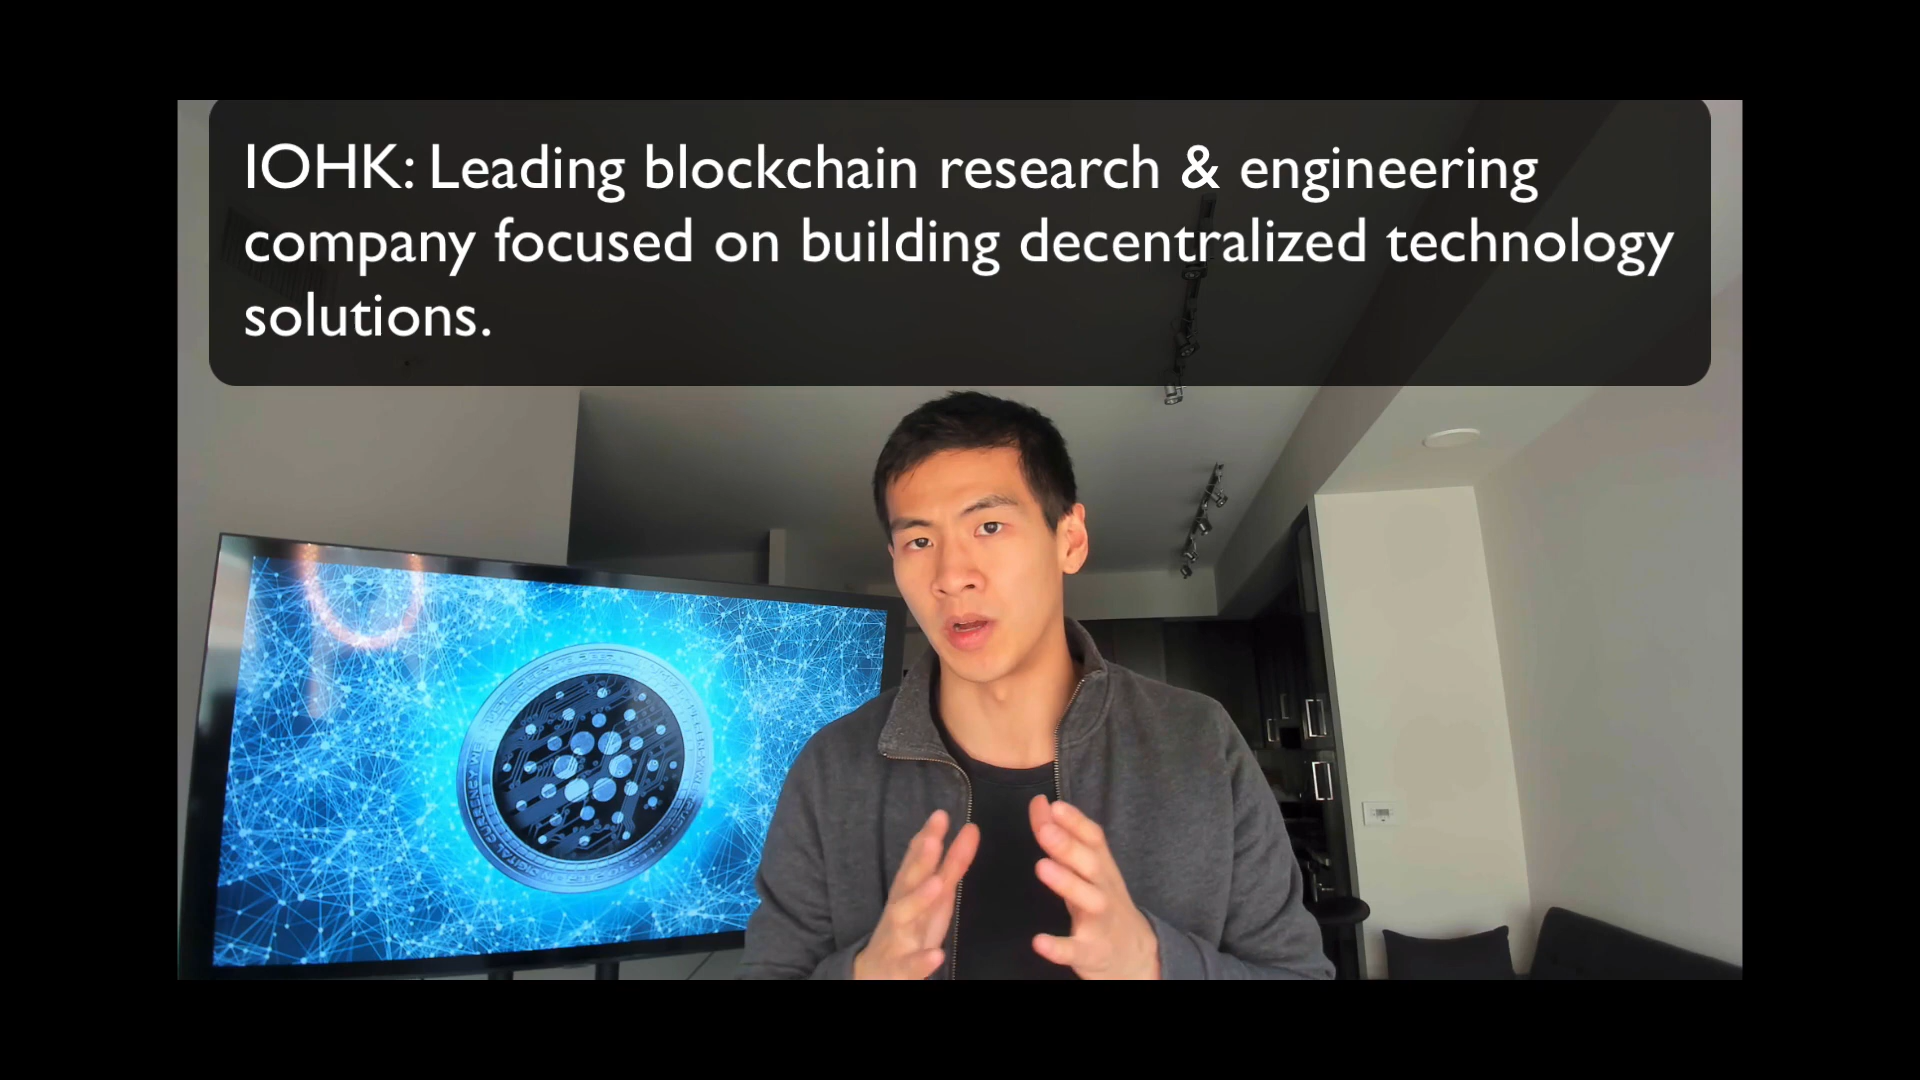 IOHK: Leading blockchain research & engineering
company focused on building decentralized technology
solutions.